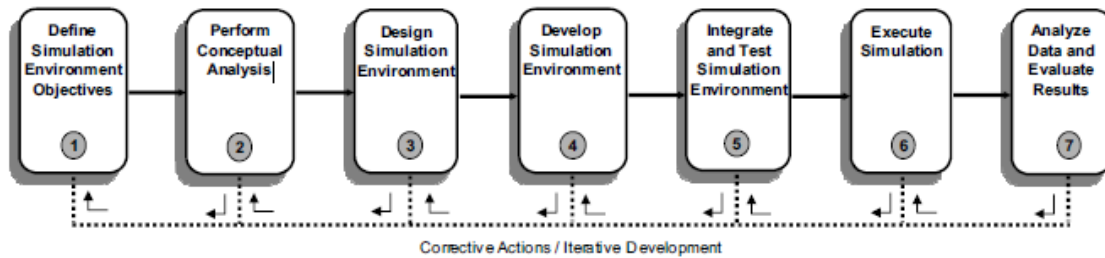 Define
Simulation
Environment
Objectives
1
Perform
Conceptual
Analysis
2
Design
Simulation
Environment
3
Develop
Simulation
Environment
4
Integrate
and Test
Simulation
Environment
5
Execute
Simulation
6
Analyze
Data and
Evaluate
Results
7
Corrective Actions / Iterative Development